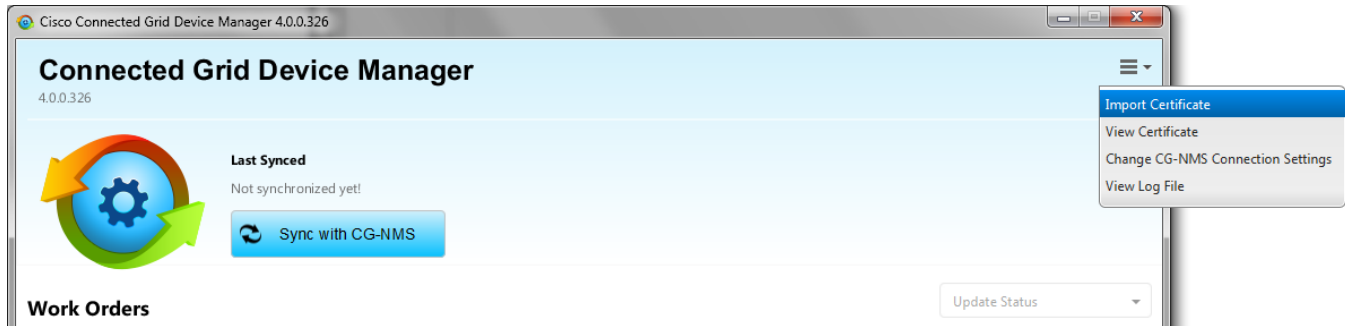 Cisco Connected Grid Device Manager 4.0.0.326
Connected Grid Device Manager
4.0.0.326
Import Certificate
View Certificate
Change CG-NMS Connection Settings
View Log File
Last Synced
Not synchronized yet!
Sync with CG-NMS
Work Orders
Update Status